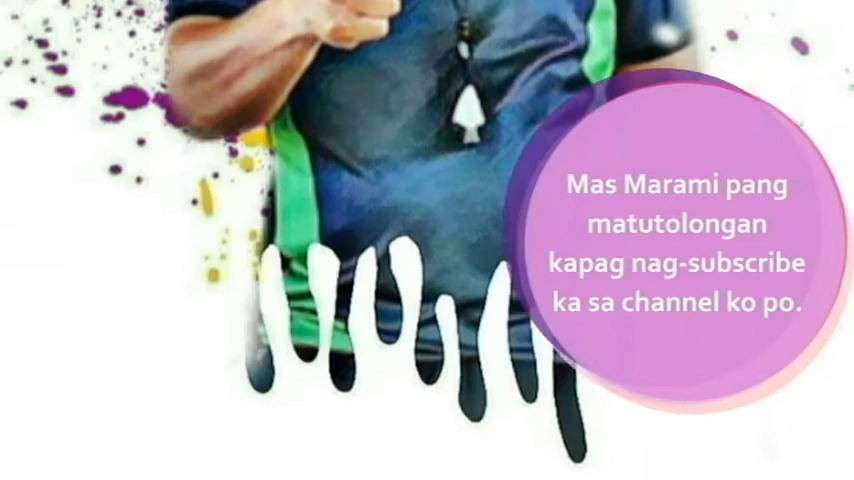 Mas Marami pang
matutolongan
kapag nag-subscribe
ka sa channel ko po.